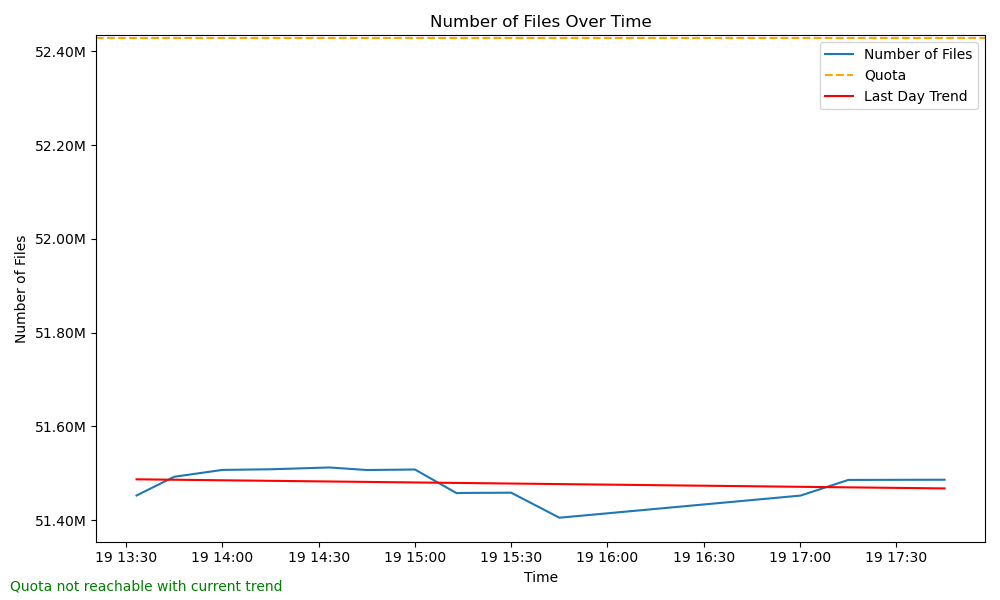 Number of Files Over Time
Number of Files
Quota
Last Day Trend
52.40M
52.20M
52.00M
51.80M
51.60M
51.40M
Number of Files
19 13:30
19 14:00
19 14:30
19 15:00
19 15:30
19 16:00
19 16:30
19 17:00
19 17:30
Time
Quota not reachable with current trend